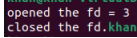 opened the fd = 3
closed the fd.khan